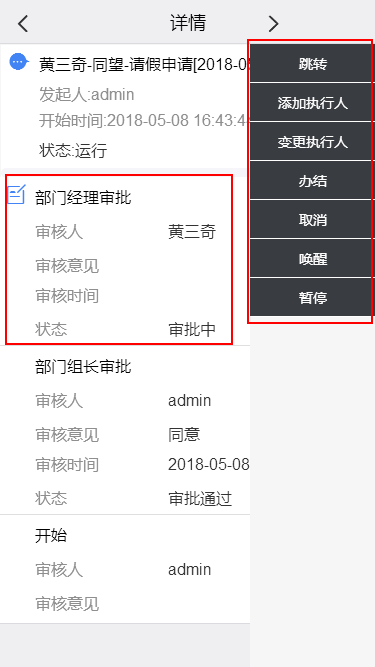 详情
黄三奇-同望-请假申请[2018-05
发起人:admin
开始时间:2018-05-08 16:43:4
状态:运行
部门经理审批
审核人 黄三奇
审核意见
审核时间
状态 审批中
部门组长审批
审核人 admin
审核意见 同意
审核时间 2018-05-08
状态 审批通过
开始
审核人 admin
审核意见
跳转
添加执行人
变更执行人
办结
取消
唤醒
暂停